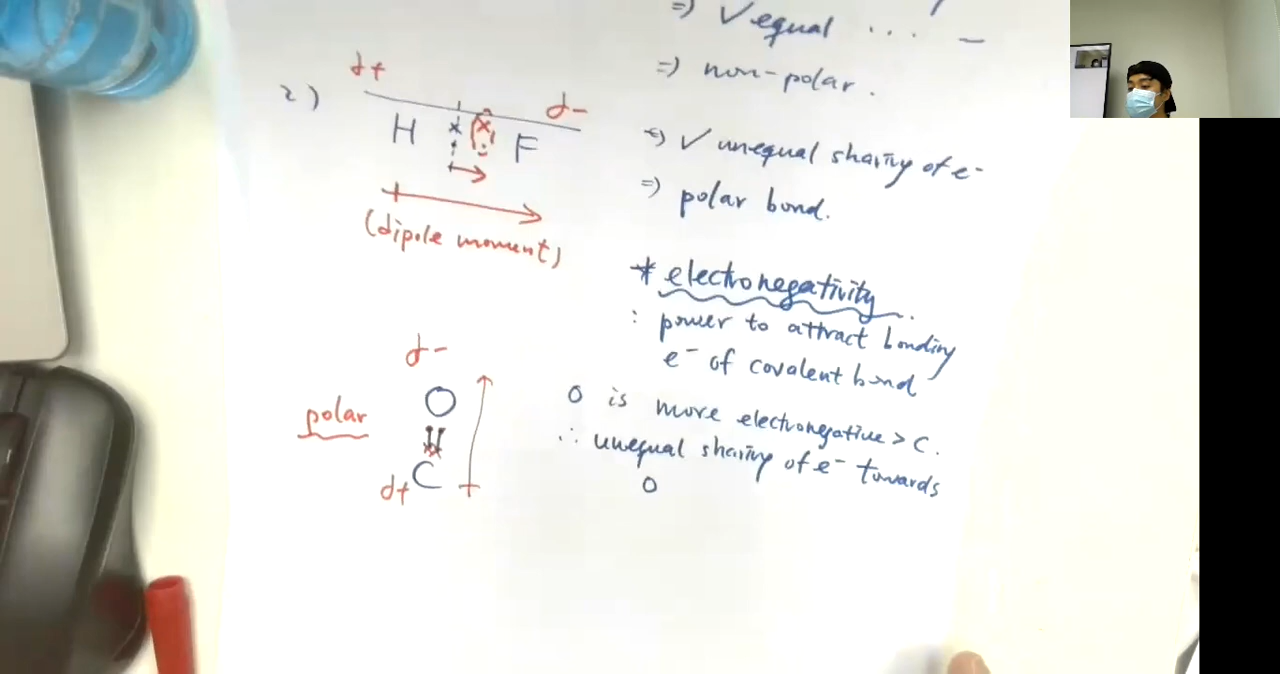 =) ✓ equal ... –
=) non-polar.
2)
d+
d-
H F
=) ✓ unequal sharing of e-
=) polar bond.
(dipole moment)
* electronegativity.
: power to attract bonding
e- of covalent bond
d-
polar
O
C
d+
O is more electronegative > C.
∴ unequal sharing of e- towards
O